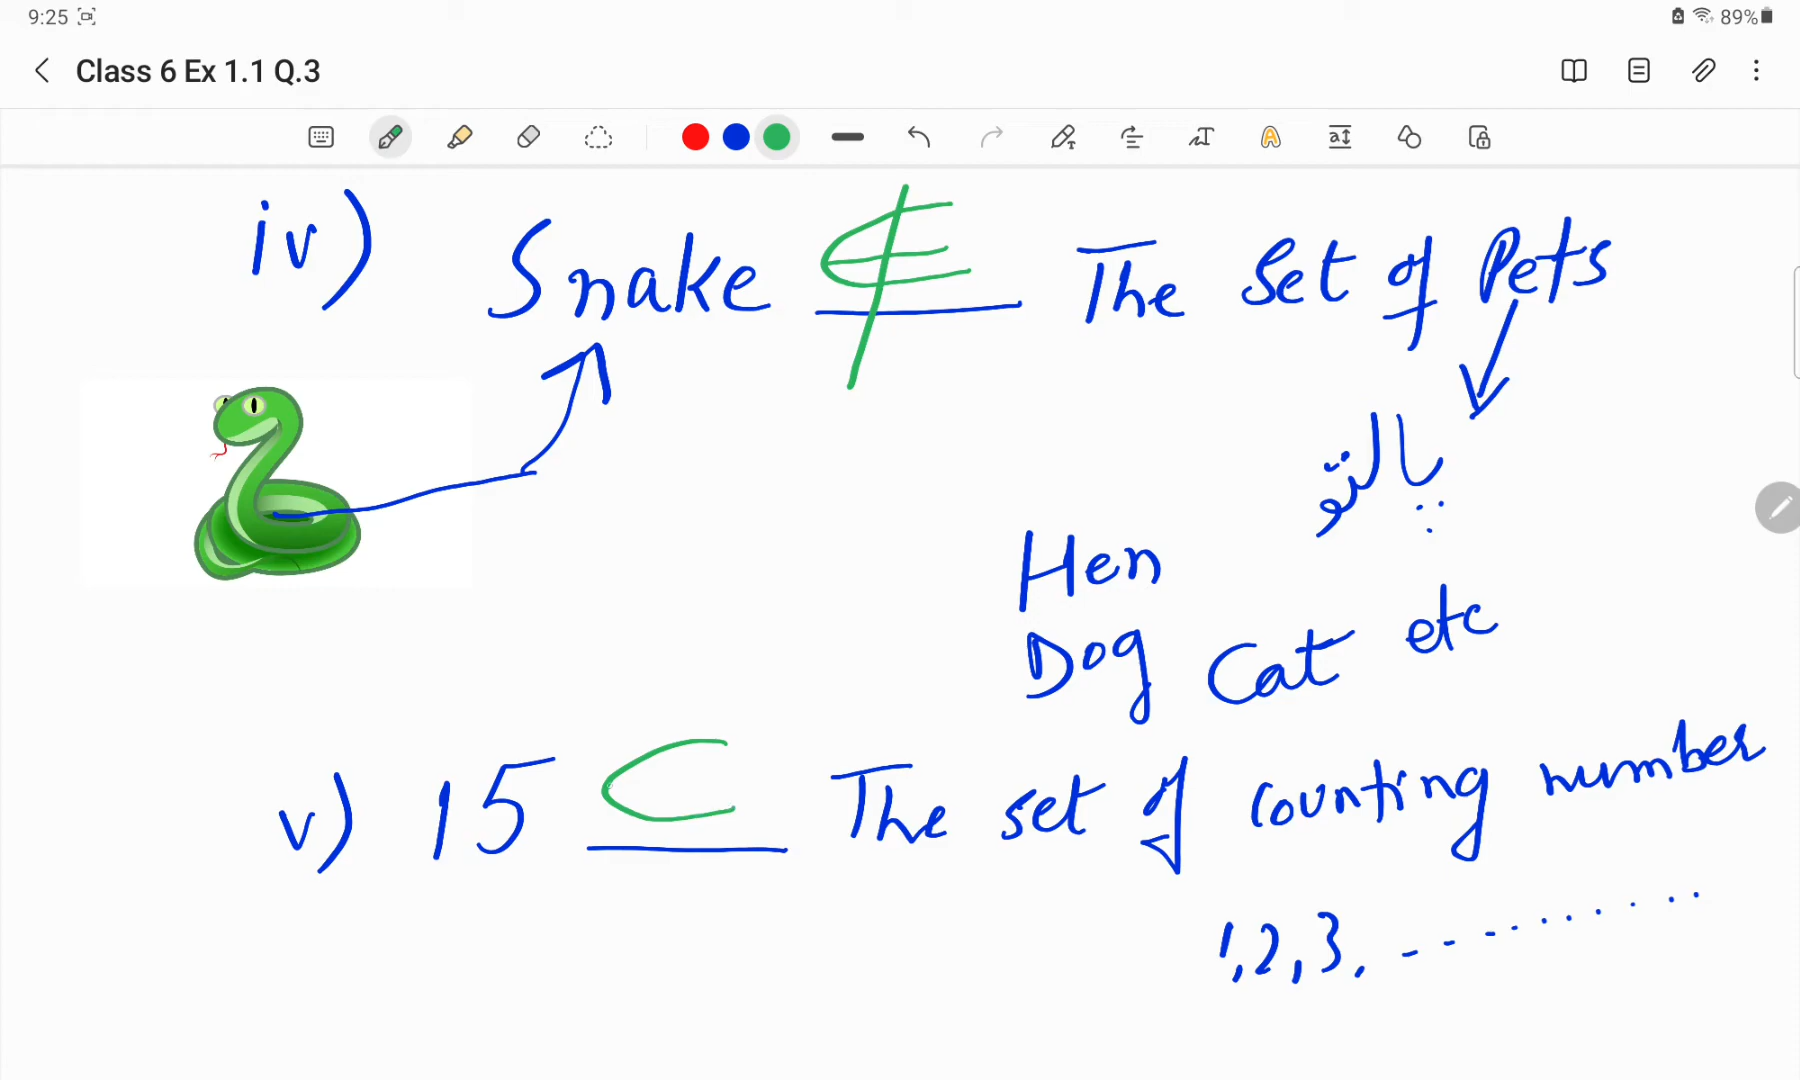 9:25 89%
Class 6 Ex 1.1 Q.3
iv) Snake ∉ The Set of Pets
پالتو
Hen
Dog Cat etc
v) 15 ⊂ The set of counting number
1,2,3, ----.......